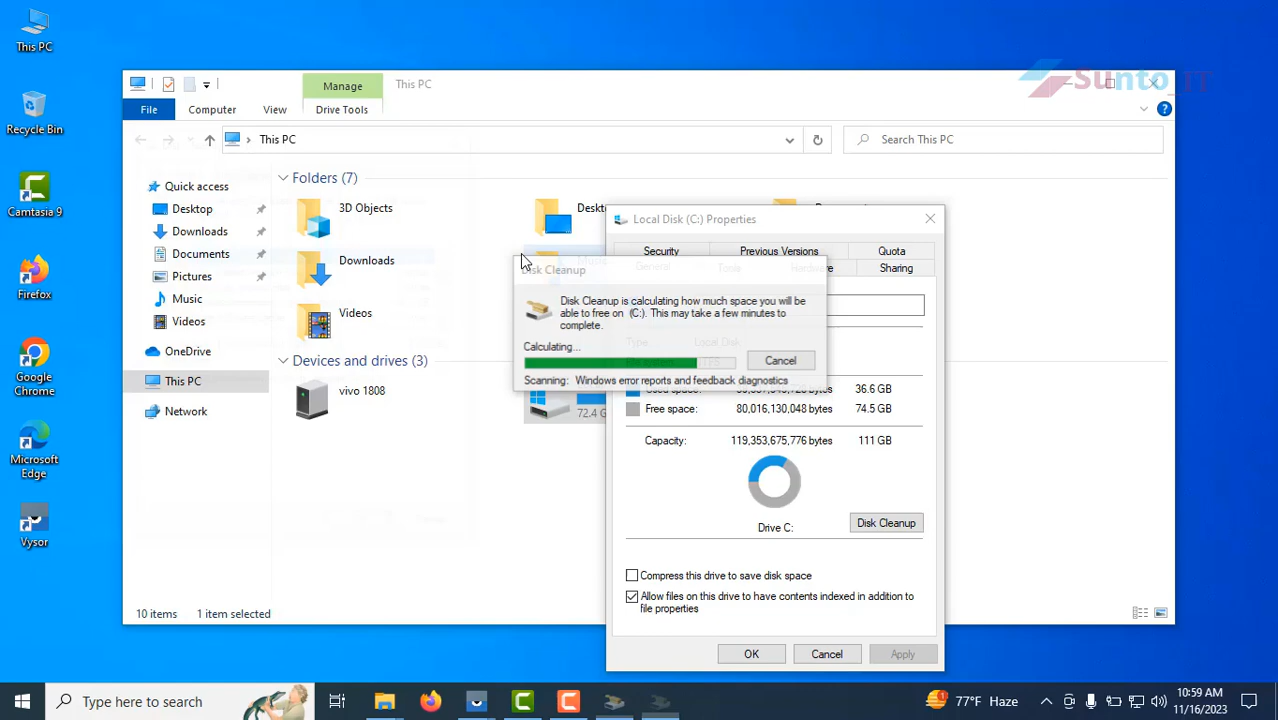 This PC
Recycle Bin
Camtasia 9
Firefox
Google
Chrome
Microsoft
Edge
Vysor
Manage
This PC
Sunto_IT
File
Computer
View
Drive Tools
This PC
Search This PC
Quick access
Desktop
Downloads
Documents
Pictures
Music
Videos
OneDrive
This PC
Network
Folders (7)
3D Objects
Downloads
Videos
Devices and drives (3)
vivo 1808
72.4 G
10 items
1 item selected
Local Disk (C:) Properties
Security
Previous Versions
Quota
General
Tools
Hardware
Sharing
Disk Cleanup
Disk Cleanup is calculating how much space you will be
able to free on (C:). This may take a few minutes to
complete.
Calculating...
Cancel
Scanning: Windows error reports and feedback diagnostics
Type
Local Disk
36.6 GB
Free space: 80,016,130,048 bytes 74.5 GB
Capacity: 119,353,675,776 bytes 111 GB
Drive C:
Disk Cleanup
Compress this drive to save disk space
Allow files on this drive to have contents indexed in addition to
file properties
OK
Cancel
Apply
Type here to search
77°F Haze
10:59 AM
11/16/2023